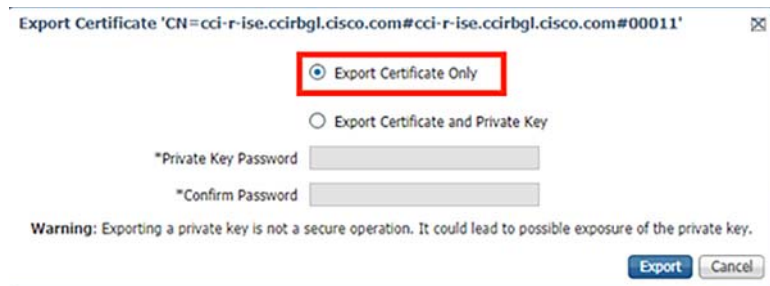 Export Certificate 'CN=cci-r-ise.ccirbgl.cisco.com#cci-r-ise.ccirbgl.cisco.com#00011'
Export Certificate Only
Export Certificate and Private Key
*Private Key Password
*Confirm Password
Warning: Exporting a private key is not a secure operation. It could lead to possible exposure of the private key.
Export Cancel